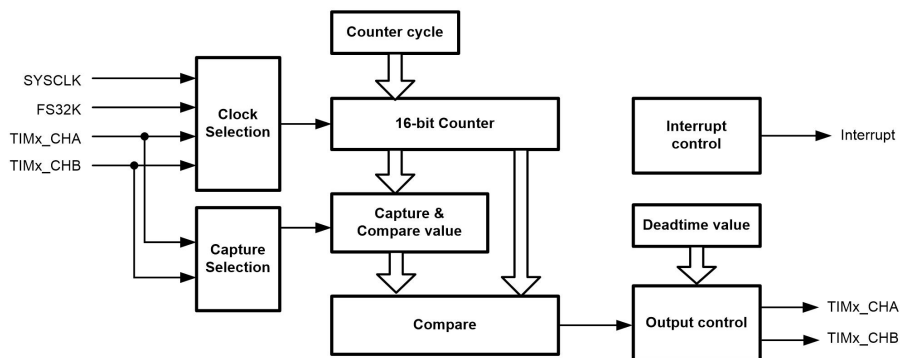 Counter cycle
SYSCLK
FS32K
TIMx_CHA
TIMx_CHB
Clock
Selection
16-bit Counter
Interrupt
control
Interrupt
Capture &
Compare value
Capture
Selection
Deadtime value
Compare
Output control
TIMx_CHA
TIMx_CHB